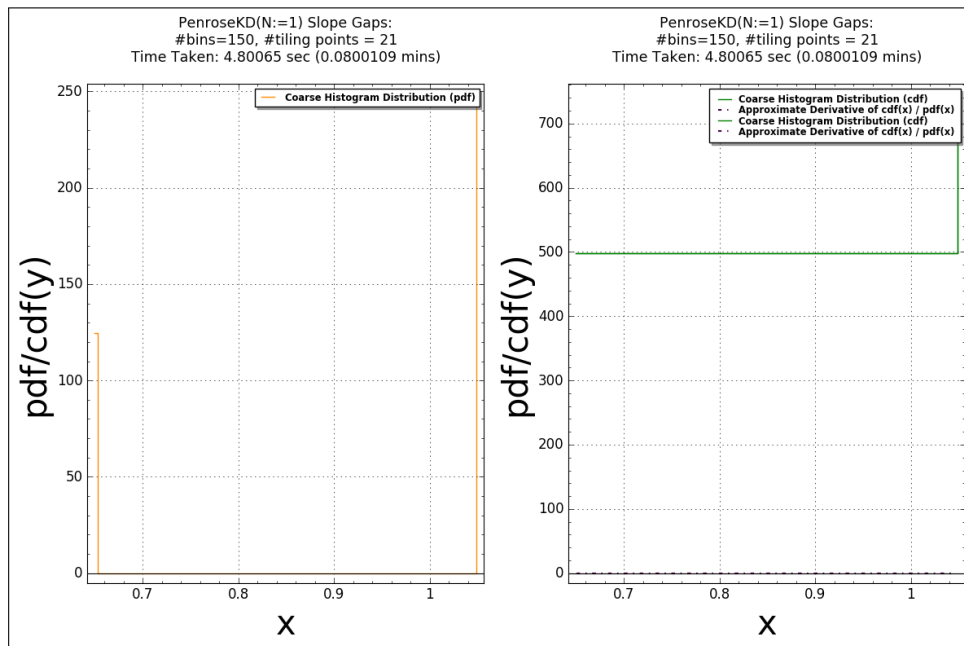 PenroseKD(N:=1) Slope Gaps:
#bins=150, #tiling points = 21
Time Taken: 4.80065 sec (0.0800109 mins)
Coarse Histogram Distribution (pdf)
250
200
150
100
50
0
pdf/cdf(y)
0.7
0.8
0.9
1
x
PenroseKD(N:=1) Slope Gaps:
#bins=150, #tiling points = 21
Time Taken: 4.80065 sec (0.0800109 mins)
Coarse Histogram Distribution (cdf)
Approximate Derivative of cdf(x) / pdf(x)
Coarse Histogram Distribution (cdf)
Approximate Derivative of cdf(x) / pdf(x)
700
600
500
400
300
200
100
0
pdf/cdf(y)
0.7
0.8
0.9
1
x